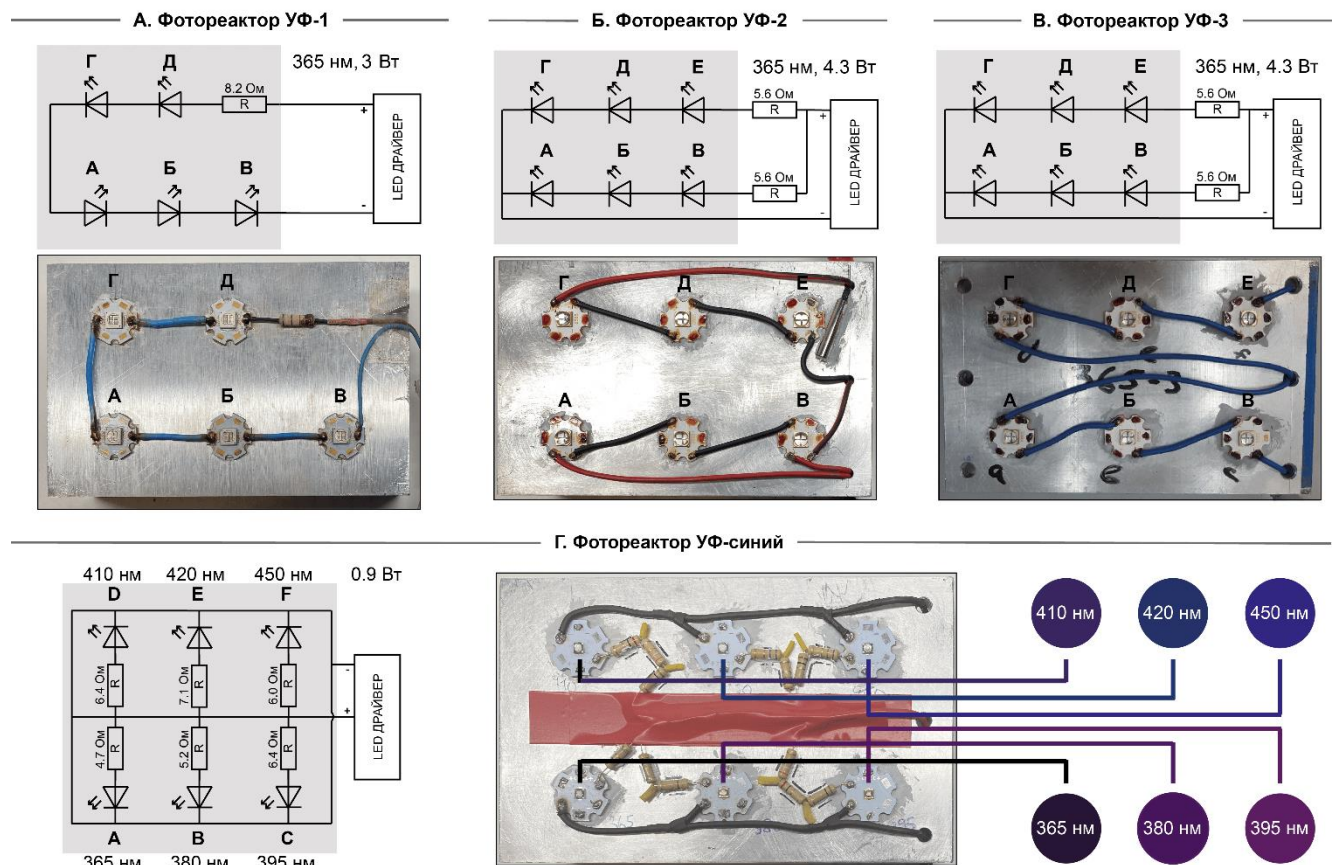 А. Фотореактор УФ-1
Г Д
365 нм, 3 Вт
8.2 Ом
R
+
LED ДРАЙВЕР
А Б В
-
Г Д
А Б В
Б. Фотореактор УФ-2
Г Д Е
365 нм, 4.3 Вт
5.6 Ом
R
+
LED ДРАЙВЕР
А Б В
5.6 Ом
R
-
Г Д Е
А Б В
В. Фотореактор УФ-3
Г Д Е
365 нм, 4.3 Вт
5.6 Ом
R
+
LED ДРАЙВЕР
А Б В
5.6 Ом
R
-
Г Д Е
365-3
А Б В
Г. Фотореактор УФ-синий
410 нм 420 нм 450 нм 0.9 Вт
D E F
6.4 Ом 7.1 Ом 6.0 Ом
R R R
-
+
LED ДРАЙВЕР
4.7 Ом 5.2 Ом 6.4 Ом
R R R
A B C
365 нм 380 нм 395 нм
410 нм 420 нм 450 нм
365 нм 380 нм 395 нм